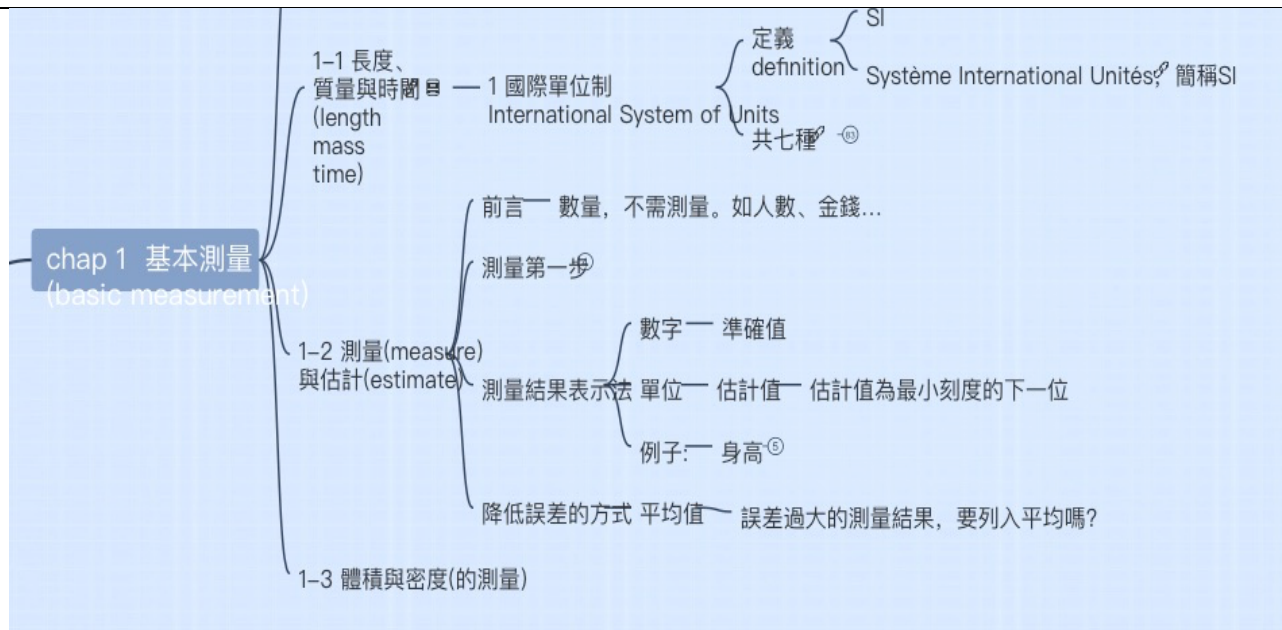 SI
定義
definition
Système International Unités, 簡稱SI
1-1 長度、
質量與時間
(length
mass
time)
1 國際單位制
International System of Units
共七種
83
前言
數量，不需測量。如人數、金錢...
chap 1 基本測量
(basic measurement)
測量第一步
1-2 測量(measure)
與估計(estimate)
數字
準確值
測量結果表示法
單位
估計值
估計值為最小刻度的下一位
例子:
身高
5
降低誤差的方式
平均值
誤差過大的測量結果，要列入平均嗎?
1-3 體積與密度(的測量)